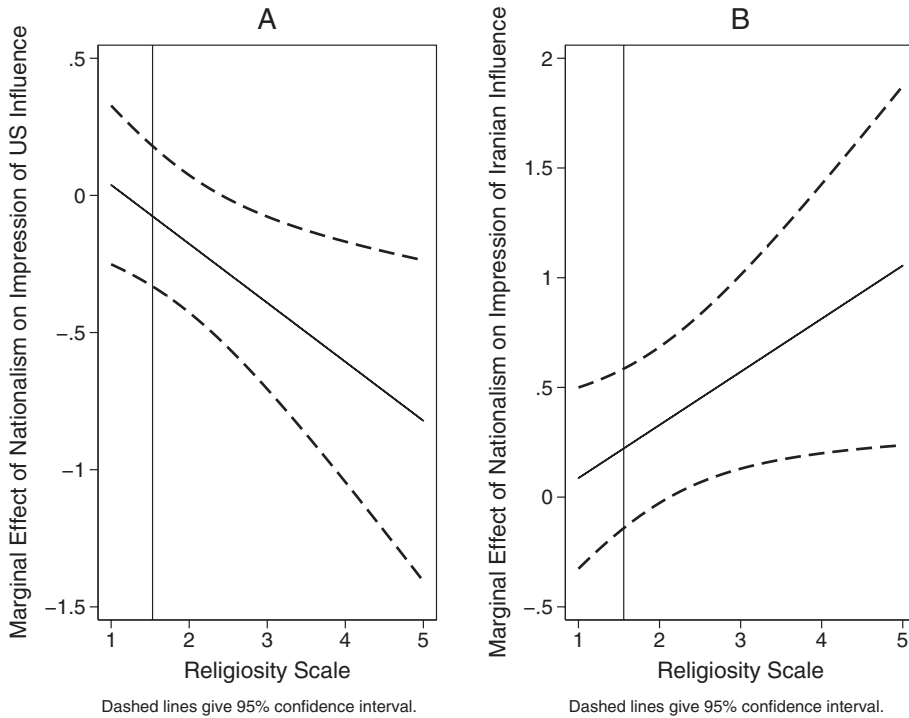 A
Marginal Effect of Nationalism on Impression of US Influence
.5
0
−.5
−1
−1.5
1 2 3 4 5
Religiosity Scale
Dashed lines give 95% confidence interval.
B
Marginal Effect of Nationalism on Impression of Iranian Influence
2
1.5
1
.5
0
−.5
1 2 3 4 5
Religiosity Scale
Dashed lines give 95% confidence interval.